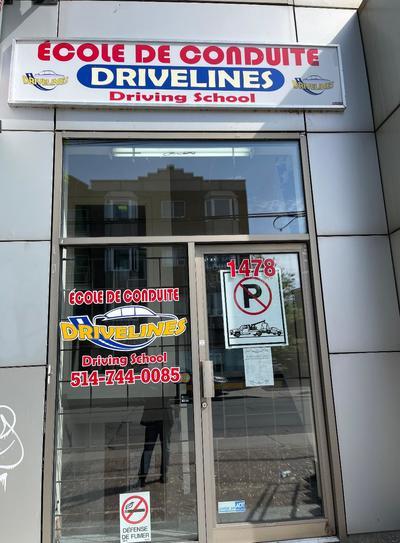 ÉCOLE DE CONDUITE
DRIVELINES
DRIVELINES
DRIVELINES
Driving School
1478
P
ÉCOLE DE CONDUITE
DRIVELINES
Driving School
514-744-0085
DÉFENSE
DE FUMER
ADT